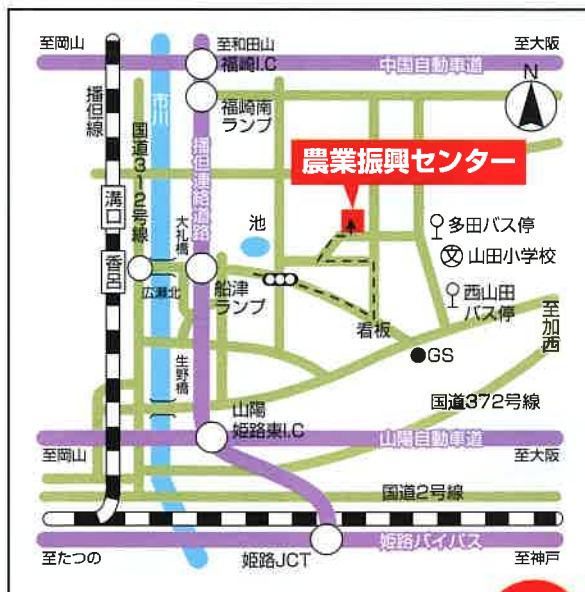 至岡山
至和田山
至大阪
福崎I.C
中国自動車道
N
播但線
国道312号線
市川
福崎南
ランプ
播但連絡道路
農業振興センター
溝口
大礼橋
池
多田バス停
文
山田小学校
香呂
広瀬北
船津
ランプ
西山田
バス停
看板
至加西
GS
生野橋
国道372号線
山陽
姫路東I.C
山陽自動車道
至岡山
至大阪
国道2号線
姫路バイパス
至たつの
姫路JCT
至神戸